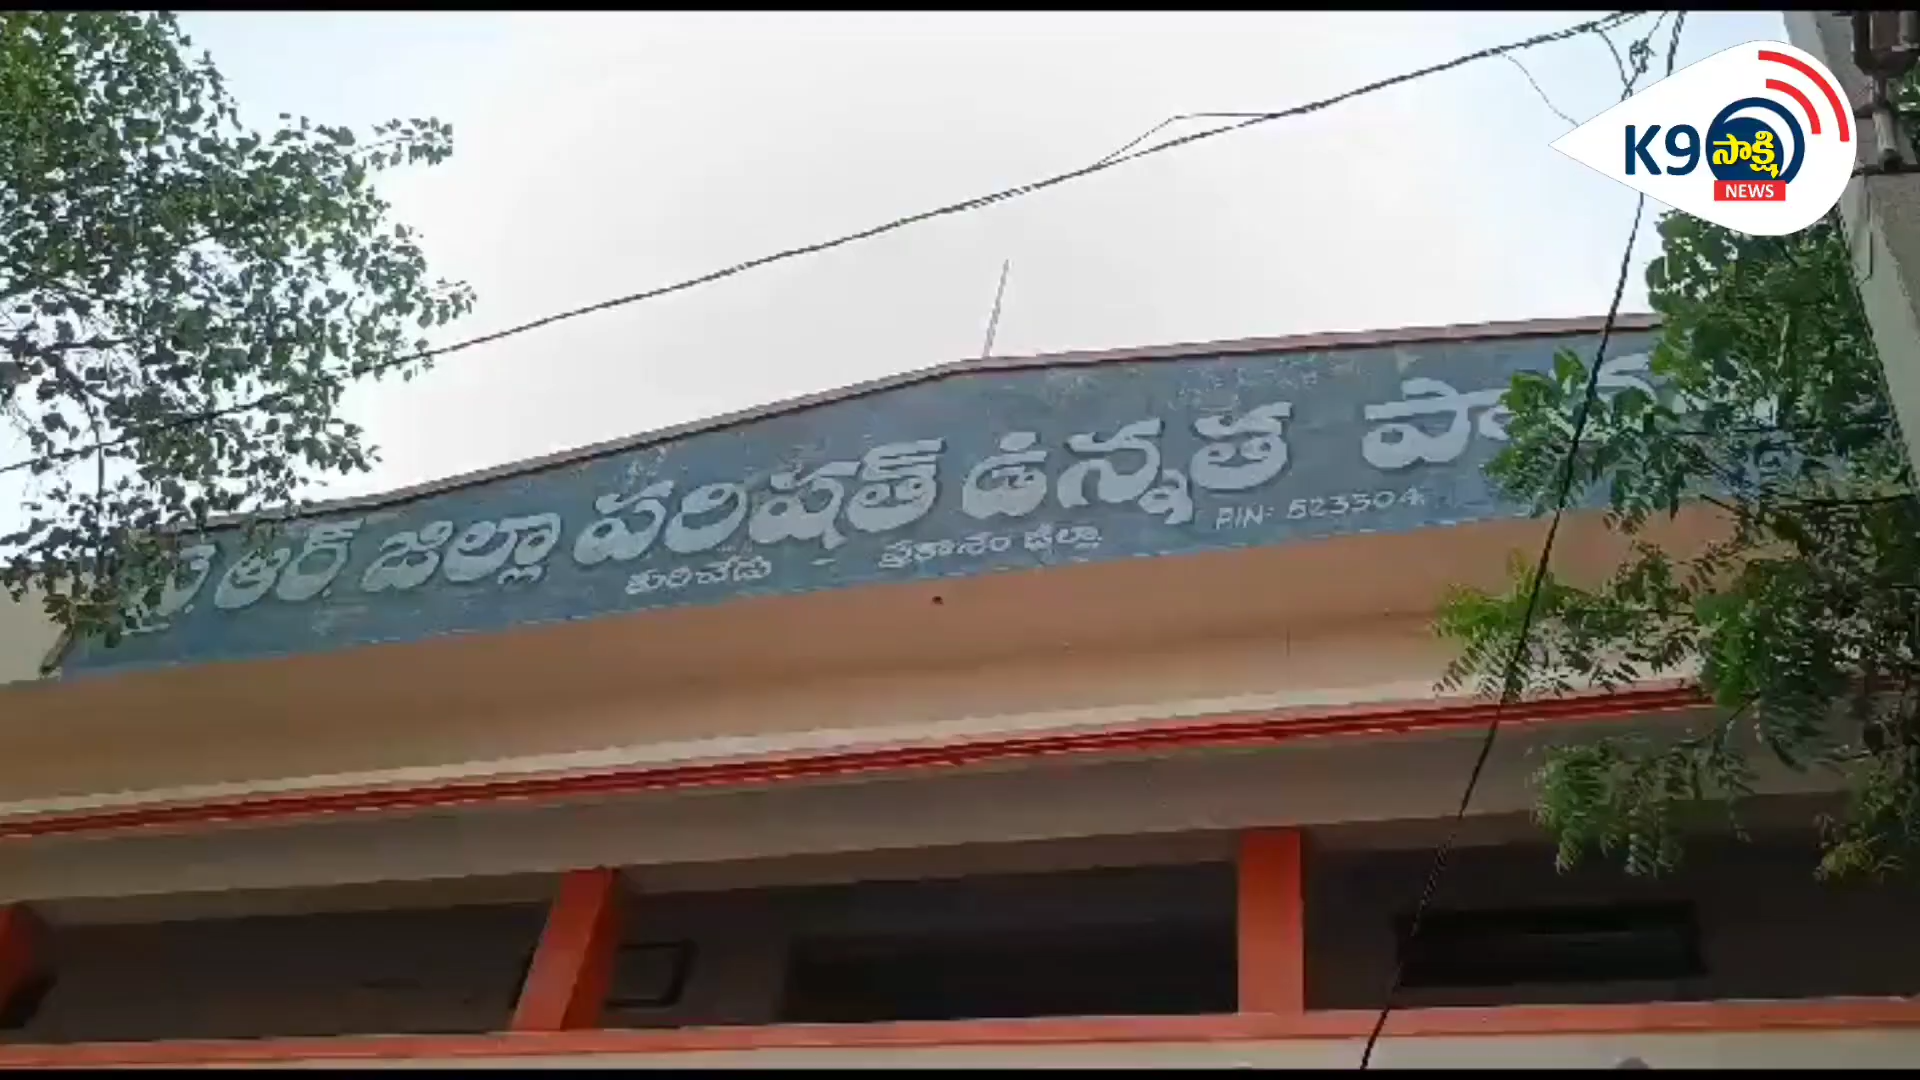 K9 సాక్షి
NEWS
వై.ఆర్. జిల్లా పరిషత్ ఉన్నత
కురిచేడు - ప్రకాశం జిల్లా. PIN: 523304